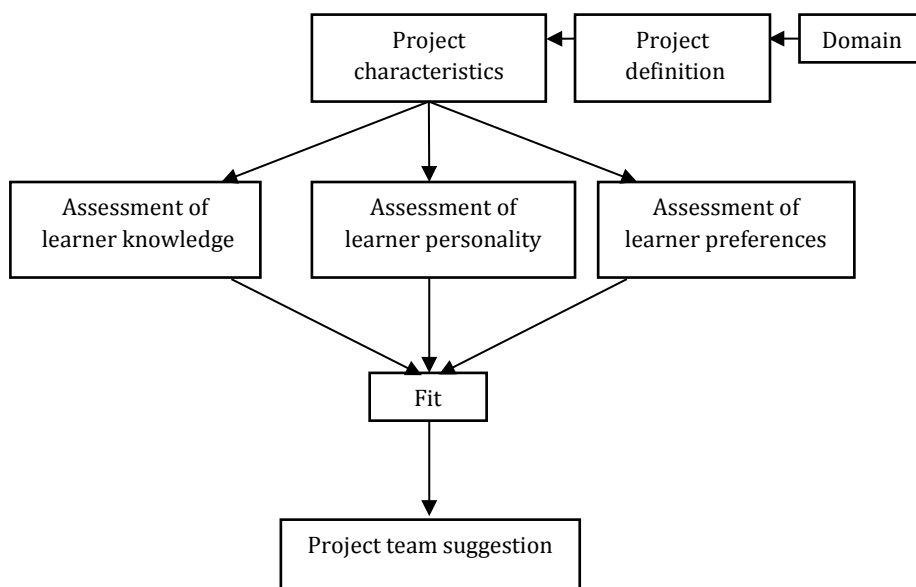 Project
characteristics
Project
definition
Domain
Assessment of
learner knowledge
Assessment of
learner personality
Assessment of
learner preferences
Fit
Project team suggestion